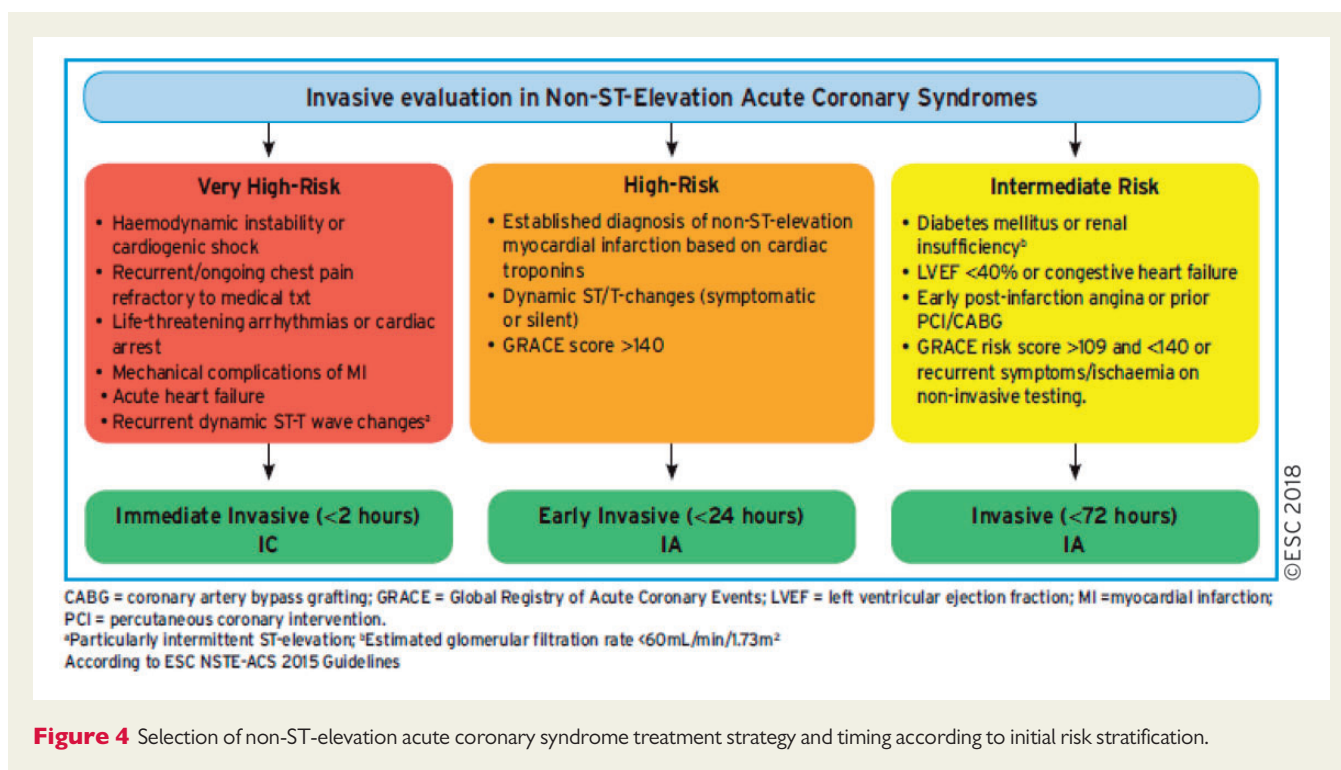 Invasive evaluation in Non-ST-Elevation Acute Coronary Syndromes
Very High-Risk
• Haemodynamic instability or
cardiogenic shock
• Recurrent/ongoing chest pain
refractory to medical txt
• Life-threatening arrhythmias or cardiac
arrest
• Mechanical complications of MI
• Acute heart failure
• Recurrent dynamic ST-T wave changesᵃ
Immediate Invasive (<2 hours)
IC
High-Risk
• Established diagnosis of non-ST-elevation
myocardial infarction based on cardiac
troponins
• Dynamic ST/T-changes (symptomatic
or silent)
• GRACE score >140
Early Invasive (<24 hours)
IA
Intermediate Risk
• Diabetes mellitus or renal
insufficiencyᵇ
• LVEF <40% or congestive heart failure
• Early post-infarction angina or prior
PCI/CABG
• GRACE risk score >109 and <140 or
recurrent symptoms/ischaemia on
non-invasive testing.
Invasive (<72 hours)
IA
©ESC 2018
CABG = coronary artery bypass grafting; GRACE = Global Registry of Acute Coronary Events; LVEF = left ventricular ejection fraction; MI =myocardial infarction;
PCI = percutaneous coronary intervention.
ᵃParticularly intermittent ST-elevation; ᵇEstimated glomerular filtration rate <60mL/min/1.73m²
According to ESC NSTE-ACS 2015 Guidelines
Figure 4 Selection of non-ST-elevation acute coronary syndrome treatment strategy and timing according to initial risk stratification.